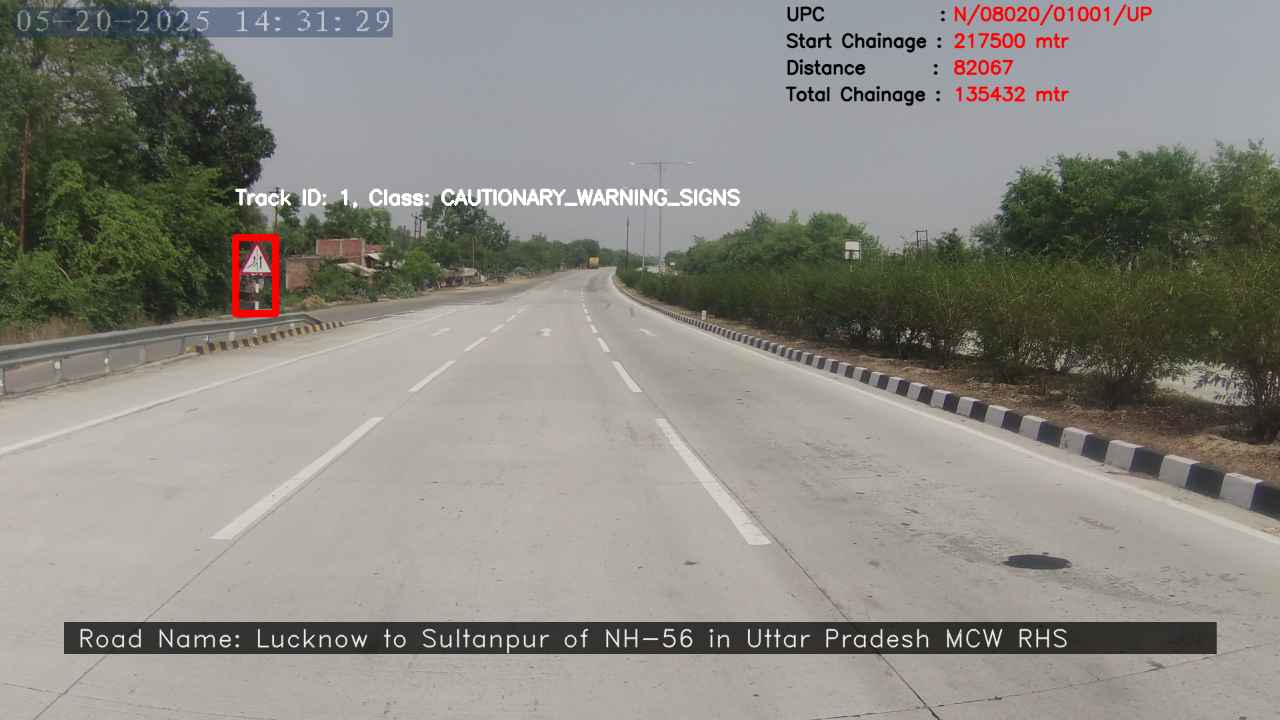 05-20-2025 14:31:29
UPC : N/08020/01001/UP
Start Chainage : 217500 mtr
Distance : 82067
Total Chainage : 135432 mtr
Track ID: 1, Class: CAUTIONARY_WARNING_SIGNS
Road Name: Lucknow to Sultanpur of NH-56 in Uttar Pradesh MCW RHS